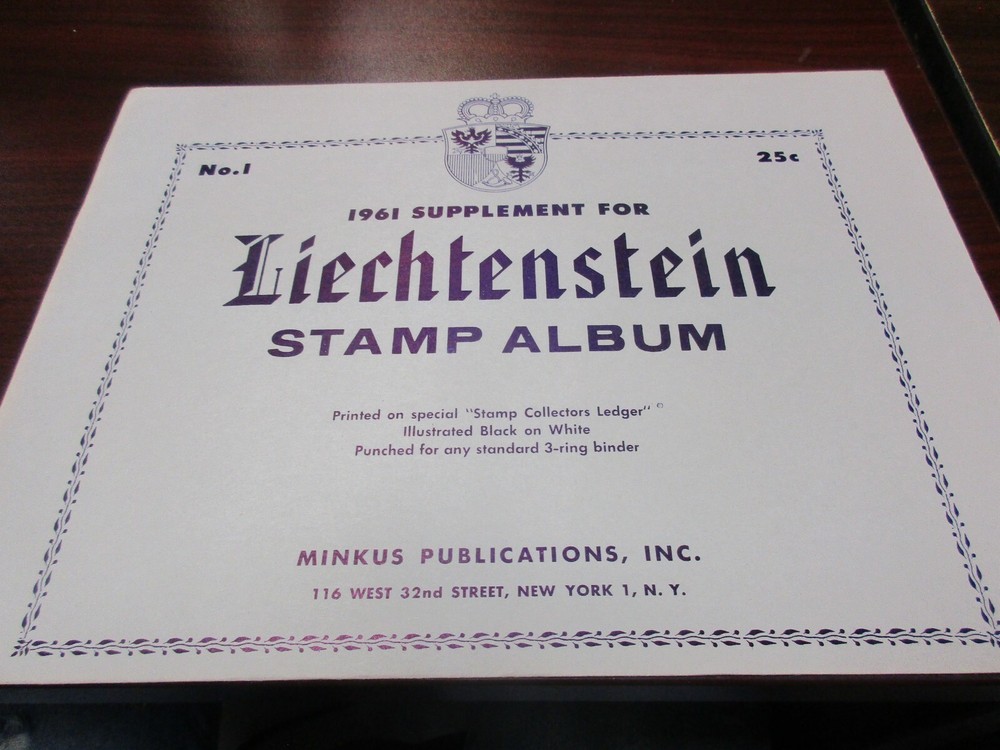 No.1
25c
1961 SUPPLEMENT FOR
Liechtenstein
STAMP ALBUM
Printed on special "Stamp Collectors Ledger" ©
Illustrated Black on White
Punched for any standard 3-ring binder
MINKUS PUBLICATIONS, INC.
116 WEST 32nd STREET, NEW YORK 1, N. Y.